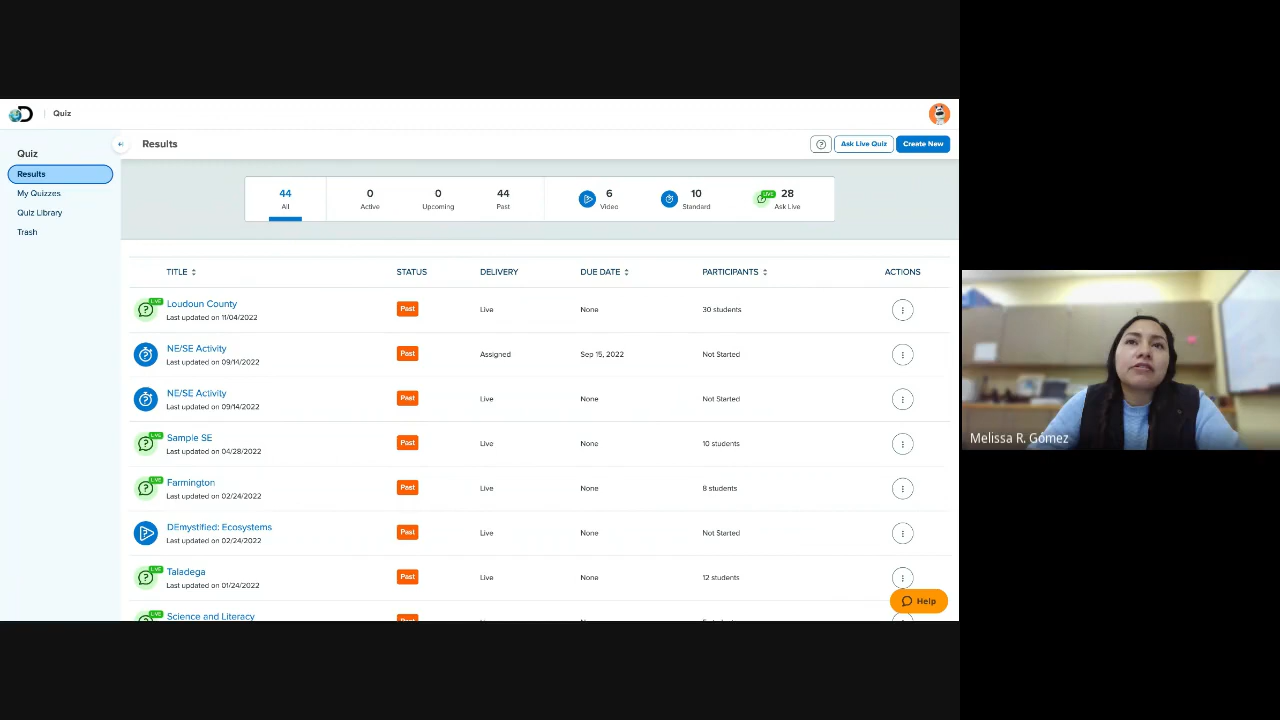 Quiz
Quiz
Results
My Quizzes
Quiz Library
Trash
Results
Ask Live Quiz
Create New
44 0 0 44 6 LIVE 28
All Active Upcoming Past Video 10 Standard Ask Live
TITLE STATUS DELIVERY DUE DATE PARTICIPANTS ACTIONS
LIVE Loudoun County Past Live None 30 students
Last updated on 11/04/2022
NE/SE Activity Past Assigned Sep 15, 2022 Not Started
Last updated on 09/14/2022
NE/SE Activity Past Live None Not Started
Last updated on 09/14/2022
LIVE Sample SE Past Live None 10 students
Last updated on 04/28/2022
LIVE Farmington Past Live None 8 students
Last updated on 02/24/2022
DEmystified: Ecosystems Past Live None Not Started
Last updated on 02/24/2022
LIVE Taladega Past Live None 12 students
Last updated on 01/24/2022
LIVE Science and Literacy
Help
Melissa R. Gómez